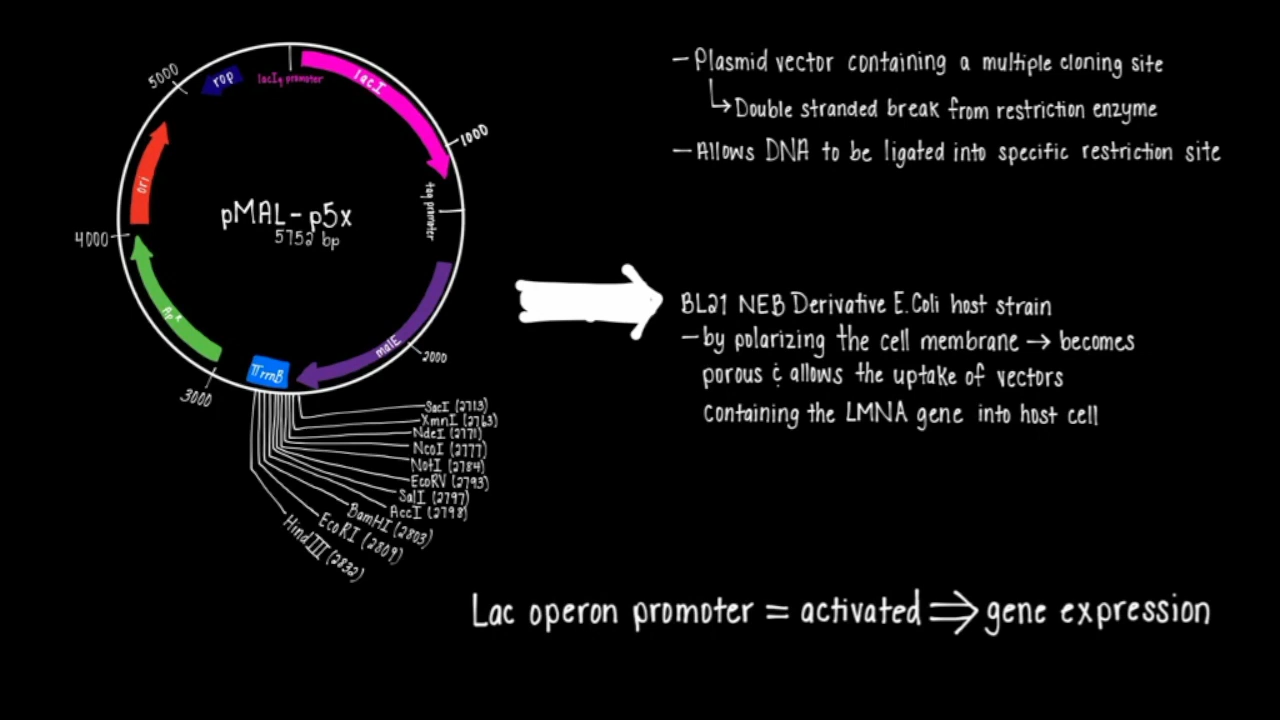 5000
rop
lacIq promoter
lacI
1000
ori
taq promoter
pMAL-p5x
5752 bp
4000
ApR
malE
2000
TrrnB
3000
SacI (2713)
XmnI (2763)
NdeI (2771)
NcoI (2777)
NotI (2784)
EcoRV (2793)
SalI (2797)
AccI (2798)
BamHI (2803)
EcoRI (2809)
HindIII (2832)
- Plasmid vector containing a multiple cloning site
↳ Double stranded break from restriction enzyme
- Allows DNA to be ligated into specific restriction site
BL21 NEB Derivative E.Coli host strain
- by polarizing the cell membrane → becomes
porous & allows the uptake of vectors
containing the LMNA gene into host cell
Lac operon promoter = activated ⇒ gene expression